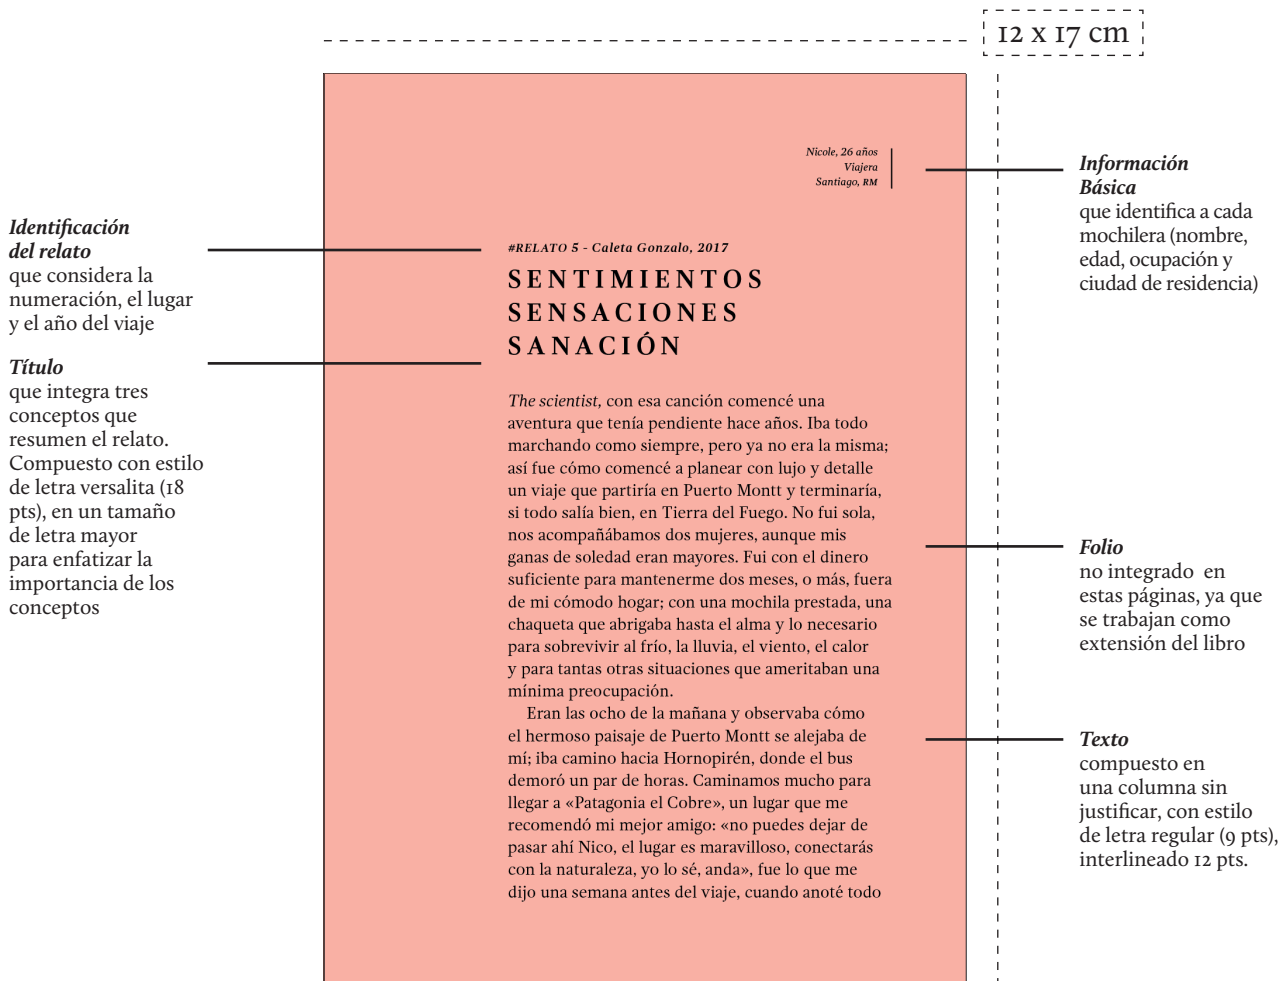 12 x 17 cm
Identificación
del relato
que considera la
numeración, el lugar
y el año del viaje
Título
que integra tres
conceptos que
resumen el relato.
Compuesto con estilo
de letra versalita (18
pts), en un tamaño
de letra mayor
para enfatizar la
importancia de los
conceptos
Nicole, 26 años
Viajera
Santiago, RM
#RELATO 5 - Caleta Gonzalo, 2017
SENTIMIENTOS
SENSACIONES
SANACIÓN
The scientist, con esa canción comencé una
aventura que tenía pendiente hace años. Iba todo
marchando como siempre, pero ya no era la misma;
así fue cómo comencé a planear con lujo y detalle
un viaje que partiría en Puerto Montt y terminaría,
si todo salía bien, en Tierra del Fuego. No fui sola,
nos acompañábamos dos mujeres, aunque mis
ganas de soledad eran mayores. Fui con el dinero
suficiente para mantenerme dos meses, o más, fuera
de mi cómodo hogar; con una mochila prestada, una
chaqueta que abrigaba hasta el alma y lo necesario
para sobrevivir al frío, la lluvia, el viento, el calor
y para tantas otras situaciones que ameritaban una
mínima preocupación.
Eran las ocho de la mañana y observaba cómo
el hermoso paisaje de Puerto Montt se alejaba de
mí; iba camino hacia Hornopirén, donde el bus
demoró un par de horas. Caminamos mucho para
llegar a «Patagonia el Cobre», un lugar que me
recomendó mi mejor amigo: «no puedes dejar de
pasar ahí Nico, el lugar es maravilloso, conectarás
con la naturaleza, yo lo sé, anda», fue lo que me
dijo una semana antes del viaje, cuando anoté todo
Información
Básica
que identifica a cada
mochilera (nombre,
edad, ocupación y
ciudad de residencia)
Folio
no integrado en
estas páginas, ya que
se trabajan como
extensión del libro
Texto
compuesto en
una columna sin
justificar, con estilo
de letra regular (9 pts),
interlineado 12 pts.